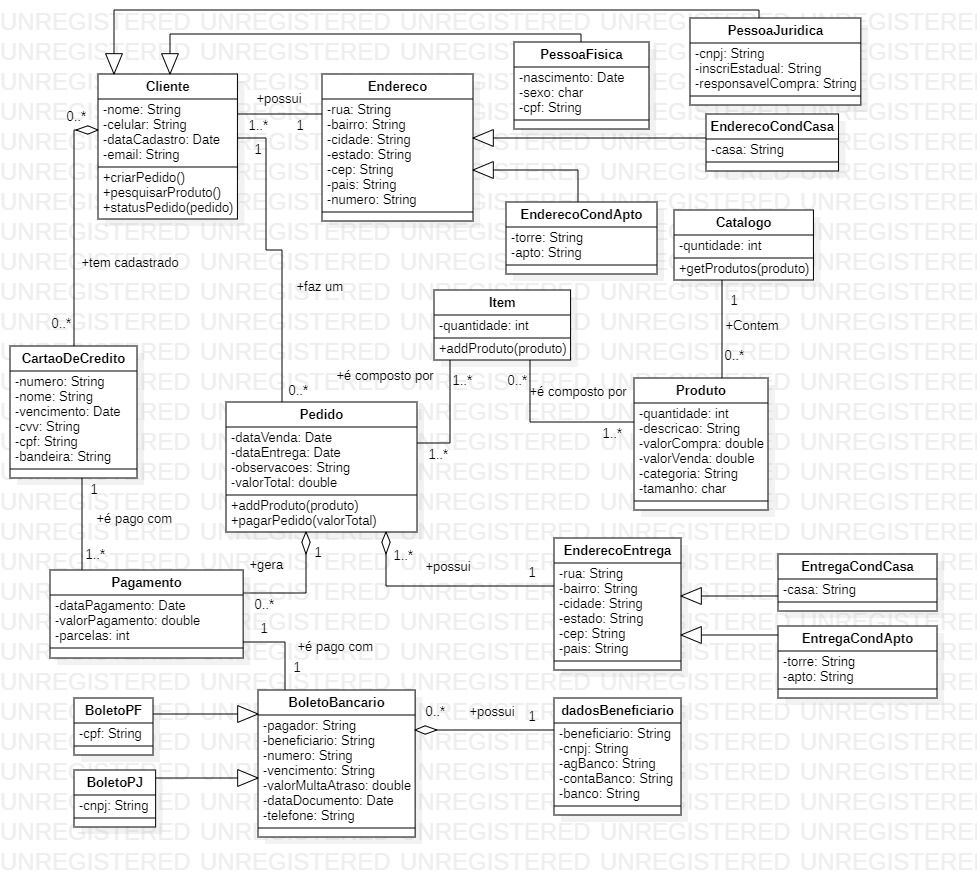 PessoaJuridica
-cnpj: String
-inscriEstadual: String
-responsavelCompra: String
PessoaFisica
-nascimento: Date
-sexo: char
-cpf: String
Cliente
-nome: String
-celular: String
-dataCadastro: Date
-email: String
+criarPedido()
+pesquisarProduto()
+statusPedido(pedido)
+possui
1..*
1
Endereco
-rua: String
-bairro: String
-cidade: String
-estado: String
-cep: String
-pais: String
-numero: String
EnderecoCondCasa
-casa: String
EnderecoCondApto
-torre: String
-apto: String
Catalogo
-quntidade: int
+getProdutos(produto)
0..*
+tem cadastrado
0..*
1
+faz um
0..*
Item
-quantidade: int
+addProduto(produto)
1
+Contem
0..*
CartaoDeCredito
-numero: String
-nome: String
-vencimento: Date
-cvv: String
-cpf: String
-bandeira: String
+é composto por
1..*
1..*
0..*
+é composto por
1..*
Produto
-quantidade: int
-descricao: String
-valorCompra: double
-valorVenda: double
-categoria: String
-tamanho: char
Pedido
-dataVenda: Date
-dataEntrega: Date
-observacoes: String
-valorTotal: double
+addProduto(produto)
+pagarPedido(valorTotal)
1
+é pago com
1..*
1
+gera
0..*
1..*
+possui
1
EnderecoEntrega
-rua: String
-bairro: String
-cidade: String
-estado: String
-cep: String
-pais: String
EntregaCondCasa
-casa: String
EntregaCondApto
-torre: String
-apto: String
Pagamento
-dataPagamento: Date
-valorPagamento: double
-parcelas: int
1
+é pago com
1
BoletoPF
-cpf: String
BoletoPJ
-cnpj: String
BoletoBancario
-pagador: String
-beneficiario: String
-numero: String
-vencimento: String
-valorMultaAtraso: double
-dataDocumento: Date
-telefone: String
0..*
+possui
1
dadosBeneficiario
-beneficiario: String
-cnpj: String
-agBanco: String
-contaBanco: String
-banco: String
UNREGISTERED